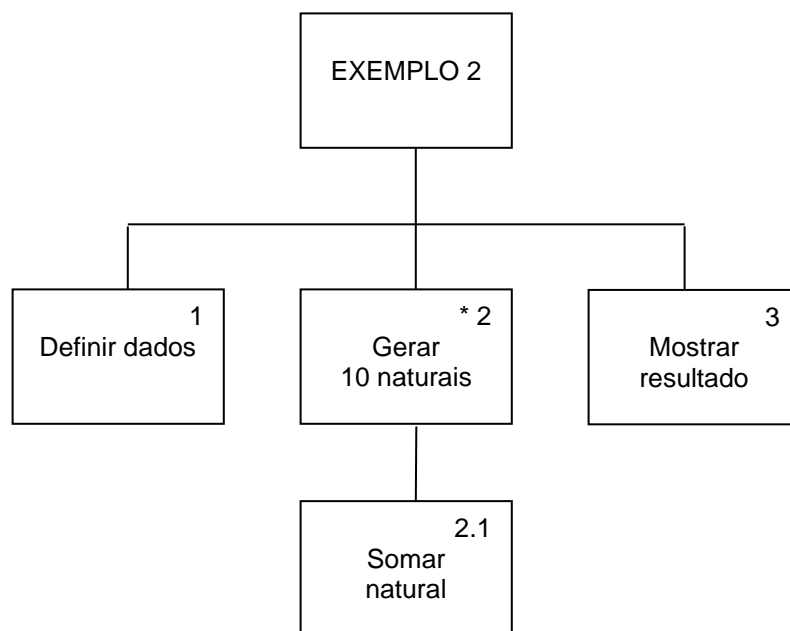 EXEMPLO 2
1
Definir dados
* 2
Gerar
10 naturais
3
Mostrar
resultado
2.1
Somar
natural